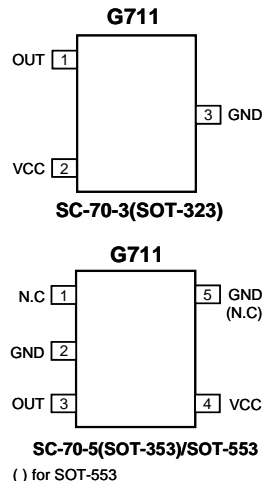 G711
OUT 1
3 GND
VCC 2
SC-70-3(SOT-323)
G711
N.C 1
5 GND
(N.C)
GND 2
OUT 3
4 VCC
SC-70-5(SOT-353)/SOT-553
( ) for SOT-553